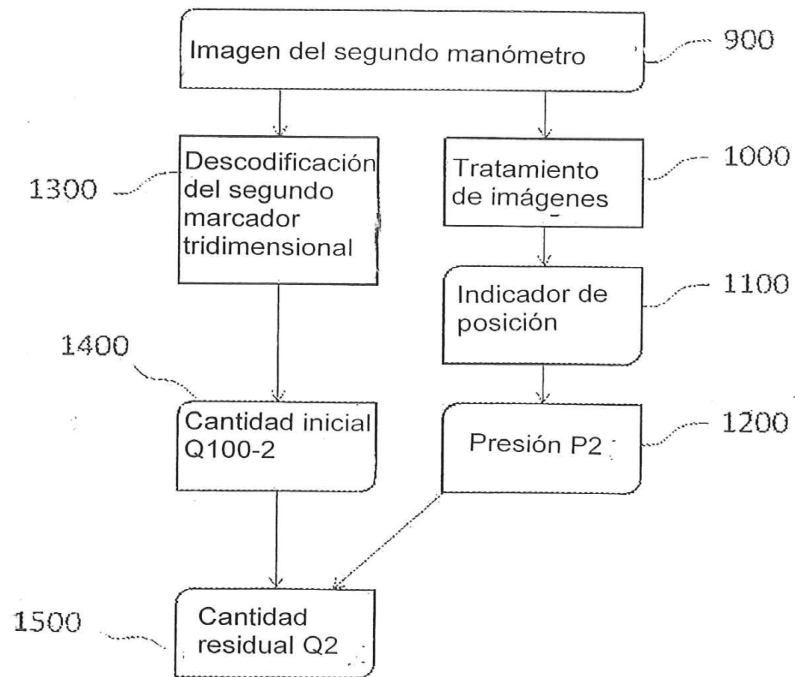 Imagen del segundo manómetro
900
1300
Descodificación
del segundo
marcador
tridimensional
Tratamiento
de imágenes
1000
Indicador de
posición
1100
1400
Cantidad inicial
Q100-2
Presión P2
1200
1500
Cantidad
residual Q2